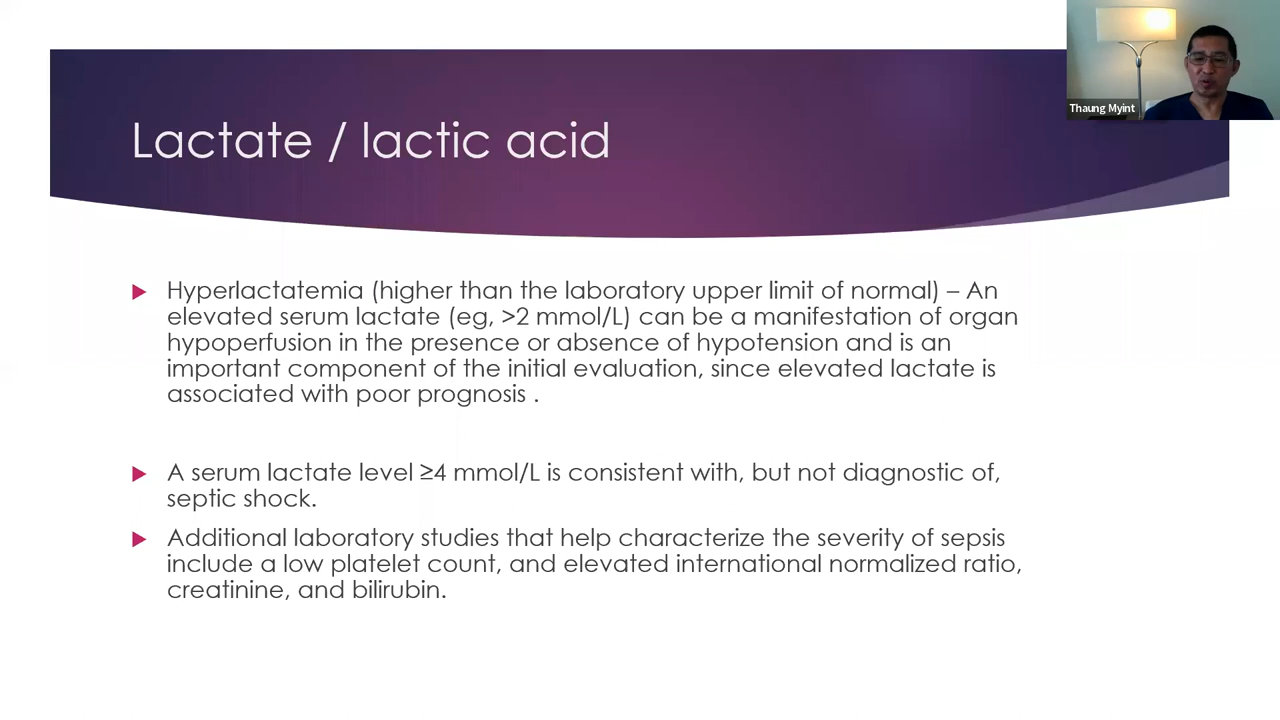 Thaung Myint
Lactate / lactic acid
Hyperlactatemia (higher than the laboratory upper limit of normal) – An
elevated serum lactate (eg, >2 mmol/L) can be a manifestation of organ
hypoperfusion in the presence or absence of hypotension and is an
important component of the initial evaluation, since elevated lactate is
associated with poor prognosis .
A serum lactate level ≥4 mmol/L is consistent with, but not diagnostic of,
septic shock.
Additional laboratory studies that help characterize the severity of sepsis
include a low platelet count, and elevated international normalized ratio,
creatinine, and bilirubin.